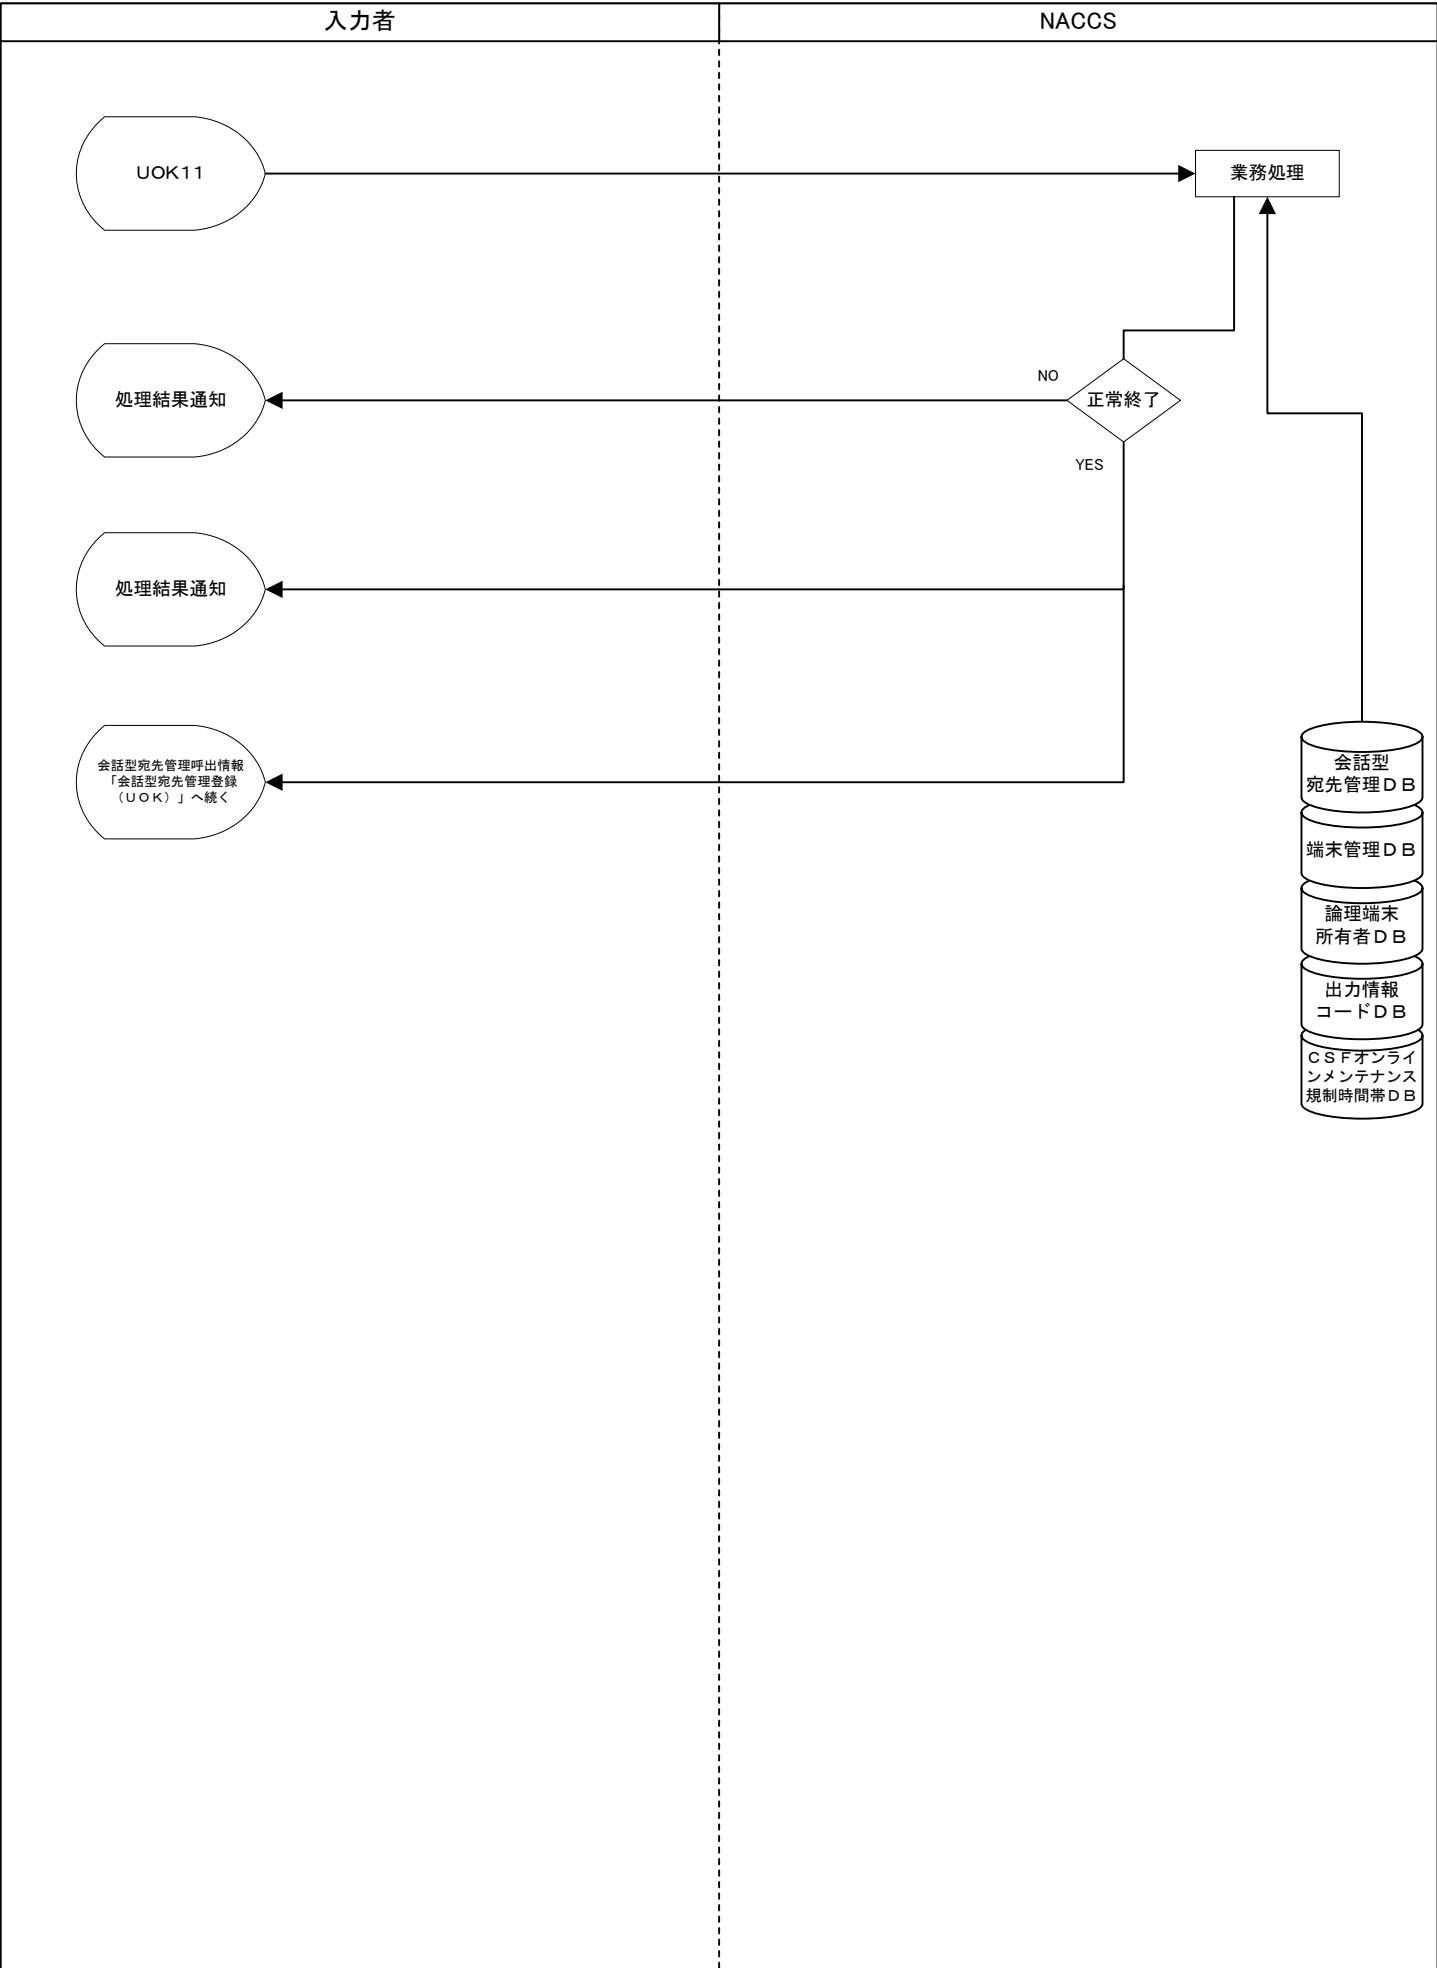 入力者
NACCS
UOK11
業務処理
処理結果通知
NO
正常終了
YES
処理結果通知
会話型宛先管理呼出情報
「会話型宛先管理登録
（ＵＯＫ）」へ続く
会話型
宛先管理ＤＢ
端末管理ＤＢ
論理端末
所有者ＤＢ
出力情報
コードＤＢ
ＣＳＦオンライ
ンメンテナンス
規制時間帯ＤＢ